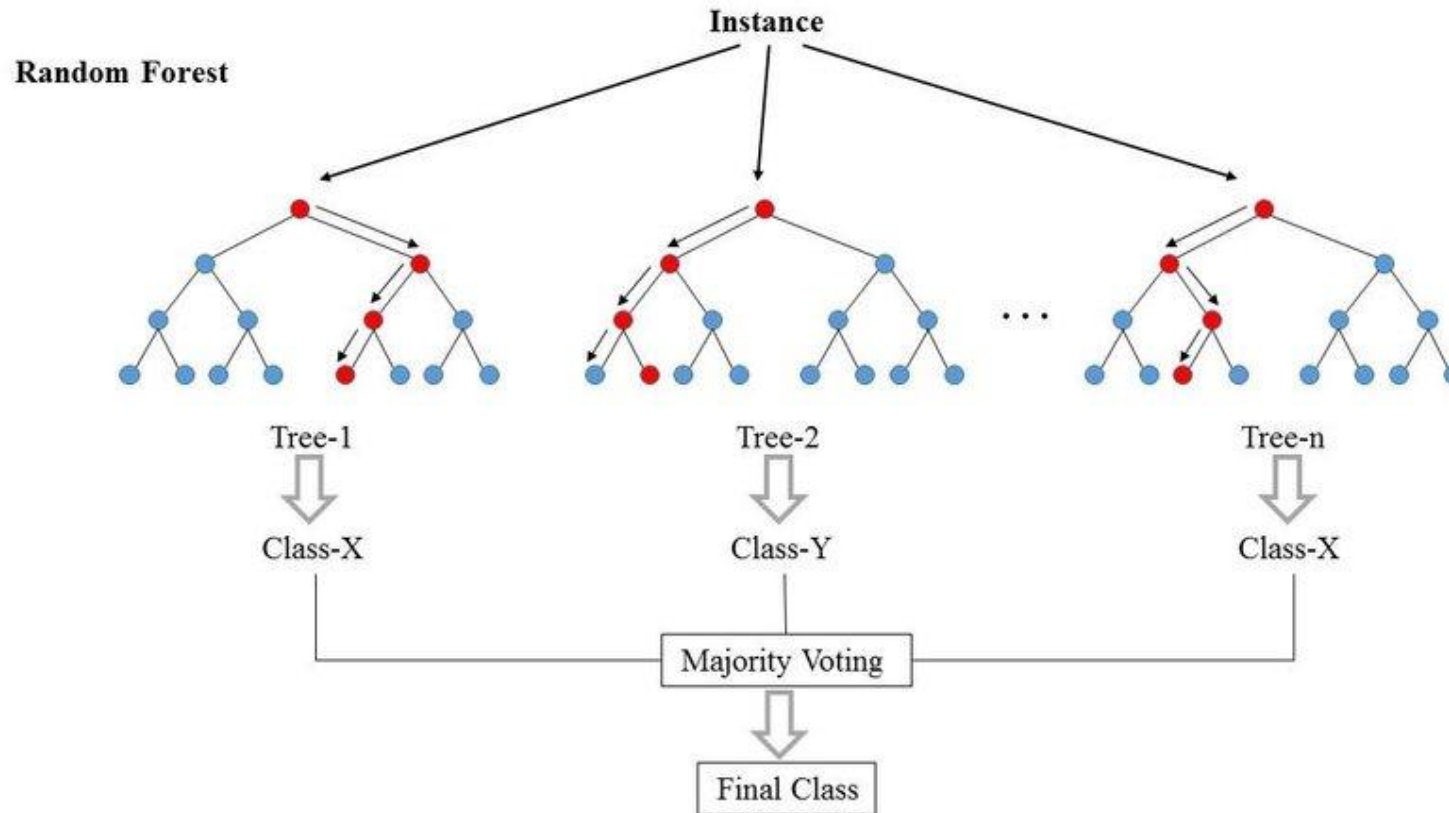 Instance
Random Forest
...
Tree-1
Tree-2
Tree-n
Class-X
Class-Y
Class-X
Majority Voting
Final Class